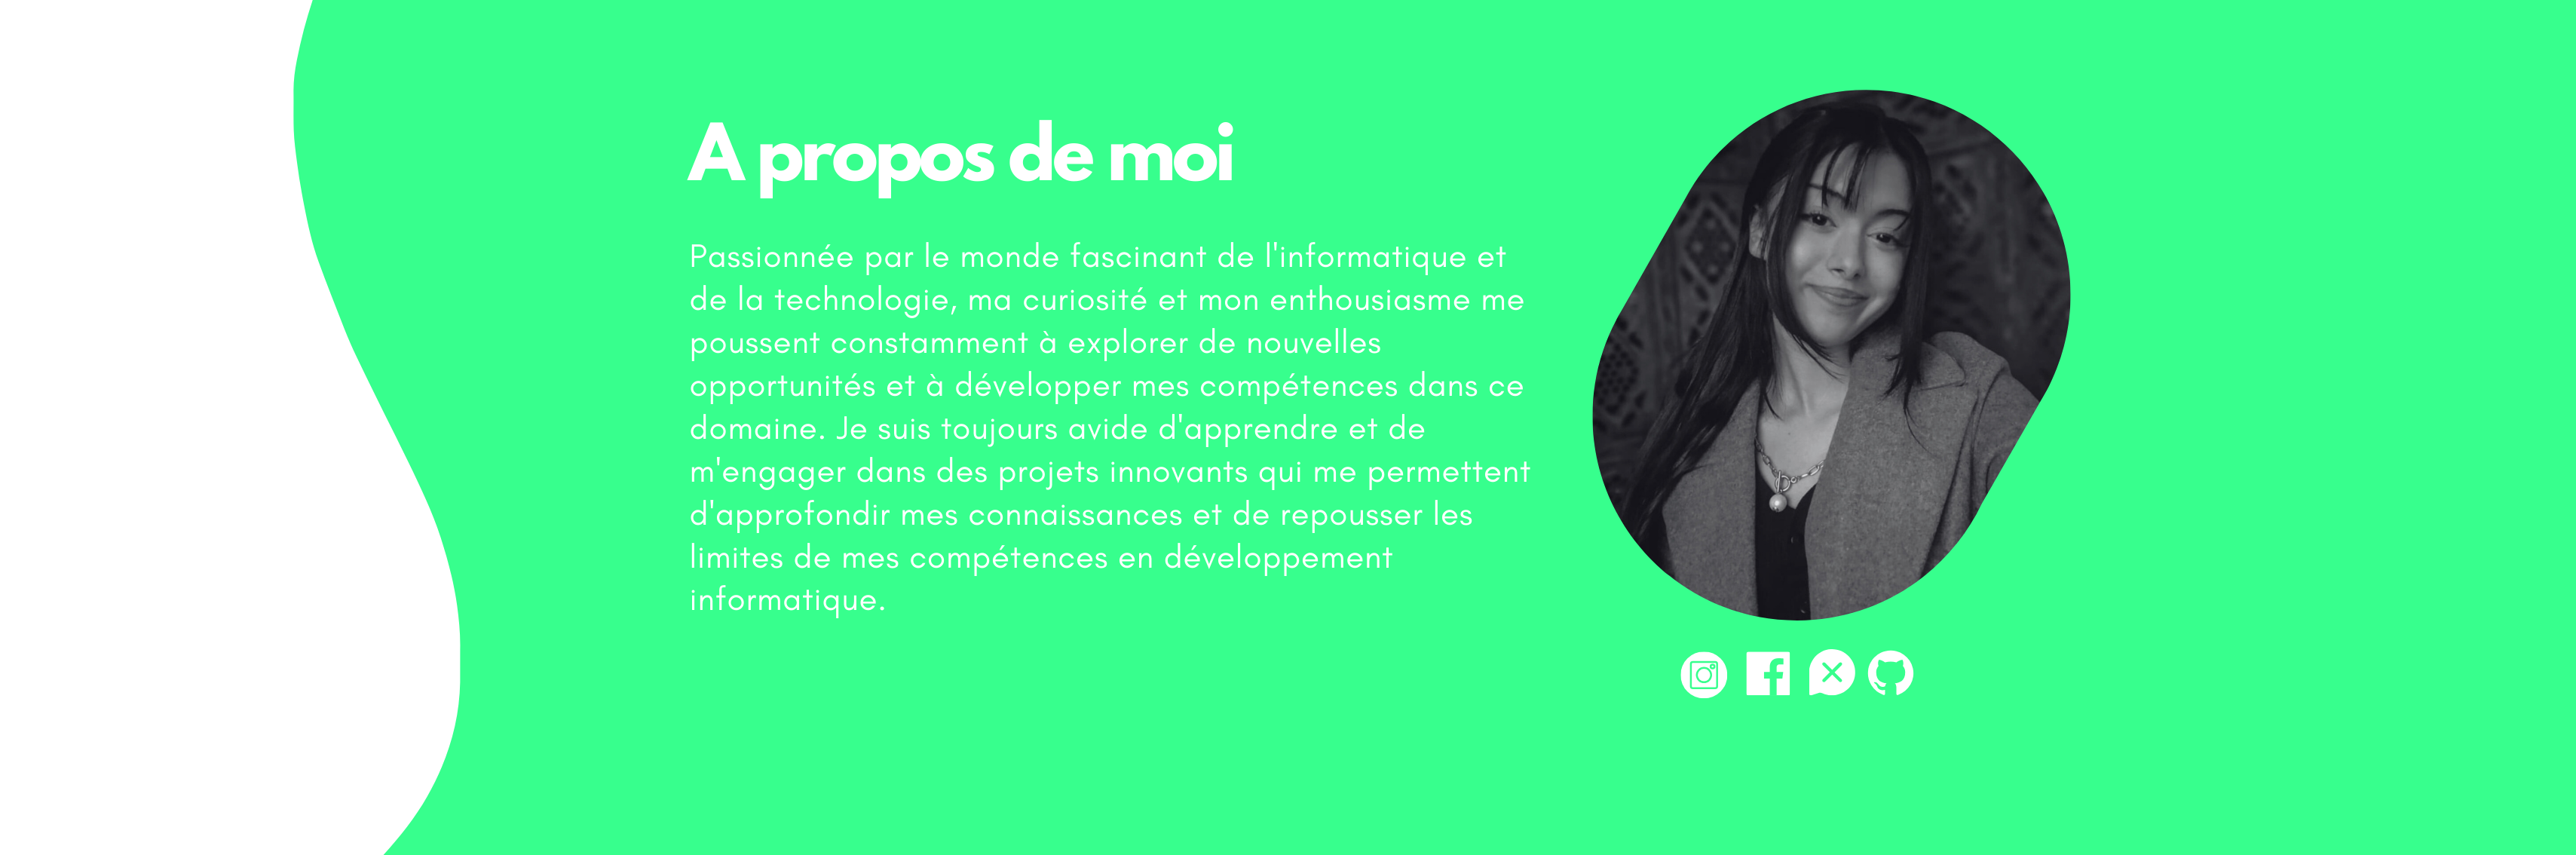 A propos de moi
Passionnée par le monde fascinant de l'informatique et
de la technologie, ma curiosité et mon enthousiasme me
poussent constamment à explorer de nouvelles
opportunités et à développer mes compétences dans ce
domaine. Je suis toujours avide d'apprendre et de
m'engager dans des projets innovants qui me permettent
d'approfondir mes connaissances et de repousser les
limites de mes compétences en développement
informatique.